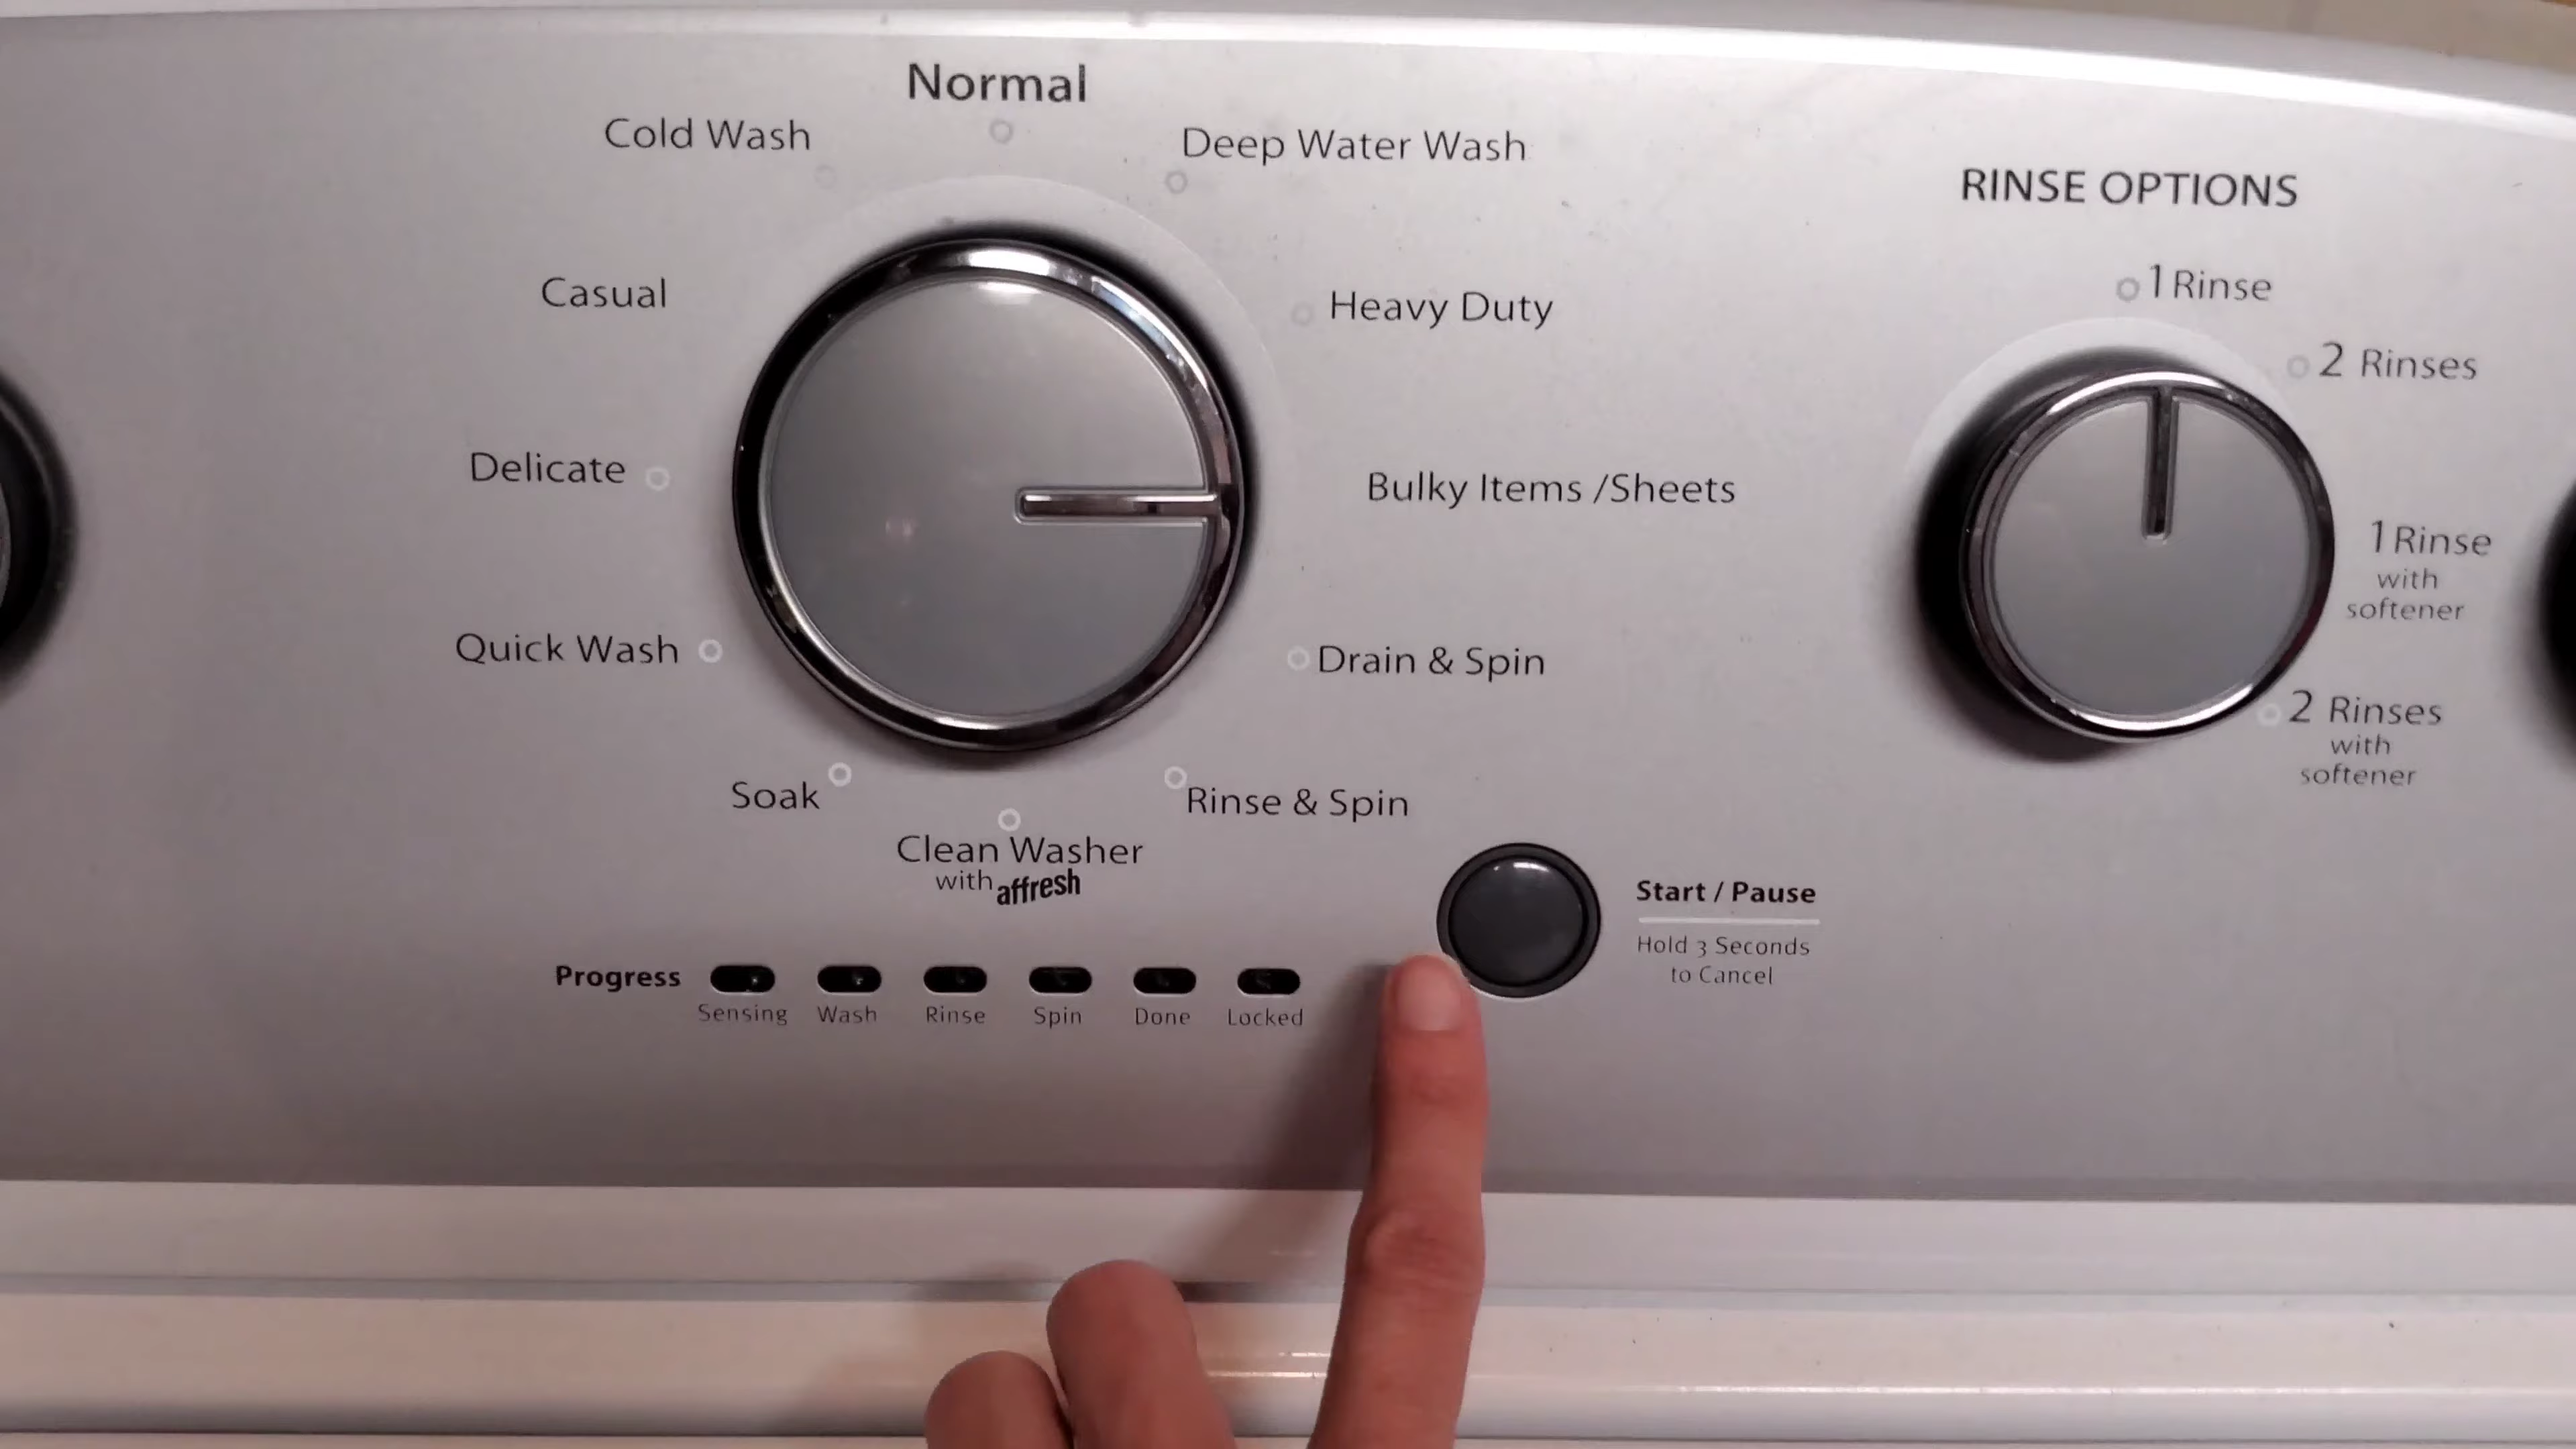 Normal
Cold Wash
Deep Water Wash
Casual
Heavy Duty
Delicate
Bulky Items /Sheets
Quick Wash
Drain & Spin
Soak
Rinse & Spin
Clean Washer
with affresh
RINSE OPTIONS
1 Rinse
2 Rinses
1 Rinse
with
softener
2 Rinses
with
softener
Start / Pause
Hold 3 Seconds
to Cancel
Progress
Sensing Wash Rinse Spin Done Locked